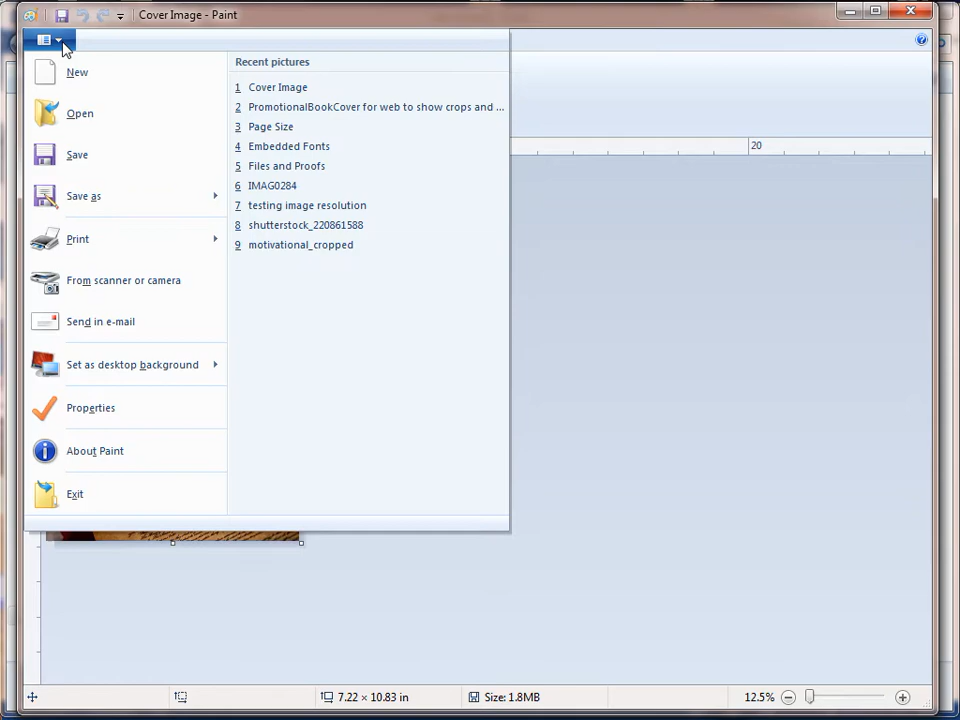 Cover Image - Paint
New
Open
Save
Save as
Print
From scanner or camera
Send in e-mail
Set as desktop background
Properties
About Paint
Exit
Recent pictures
1 Cover Image
2 PromotionalBookCover for web to show crops and ...
3 Page Size
4 Embedded Fonts
5 Files and Proofs
6 IMAG0284
7 testing image resolution
8 shutterstock_220861588
9 motivational_cropped
20
7.22 × 10.83 in
Size: 1.8MB
12.5%